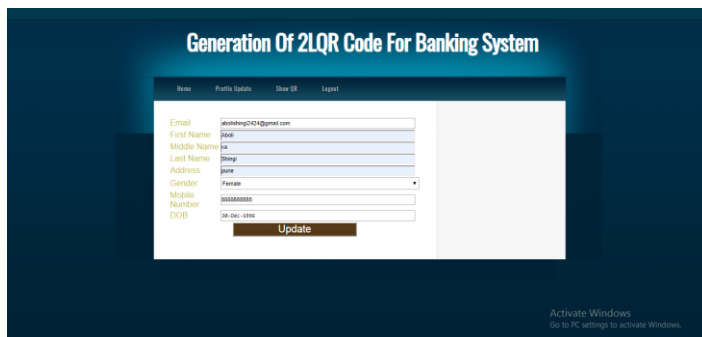 Generation Of 2LQR Code For Banking System
Home Profile Update Show QR Logout
Email abolishingi2424@gmail.com
First Name Aboli
Middle Name va
Last Name Shingi
Address pune
Gender Female
Mobile
Number 8888888888
DOB 30-Dec-1996
Update
Activate Windows
Go to PC settings to activate Windows.